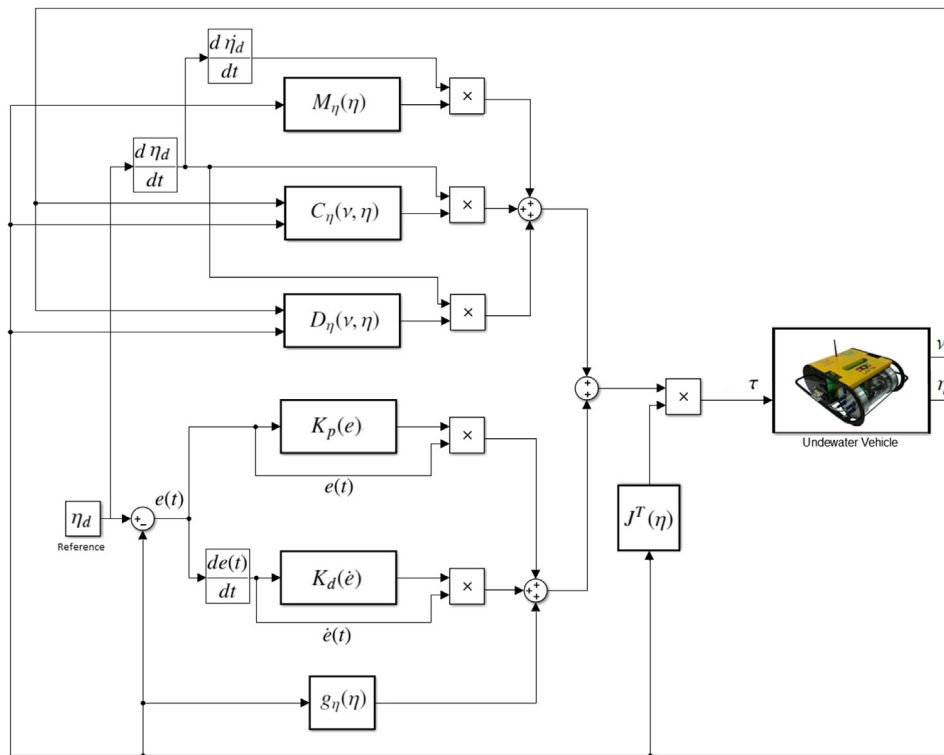 d η̇_d
dt
M_η(η)
×
d η_d
dt
C_η(ν, η)
×
+
+
+
D_η(ν, η)
×
ν
τ
η
+
+
×
Undewater Vehicle
K_p(e)
×
e(t)
e(t)
J^T(η)
η_d
+
−
Reference
de(t)
dt
K_d(ė)
×
+
+
+
ė(t)
g_η(η)